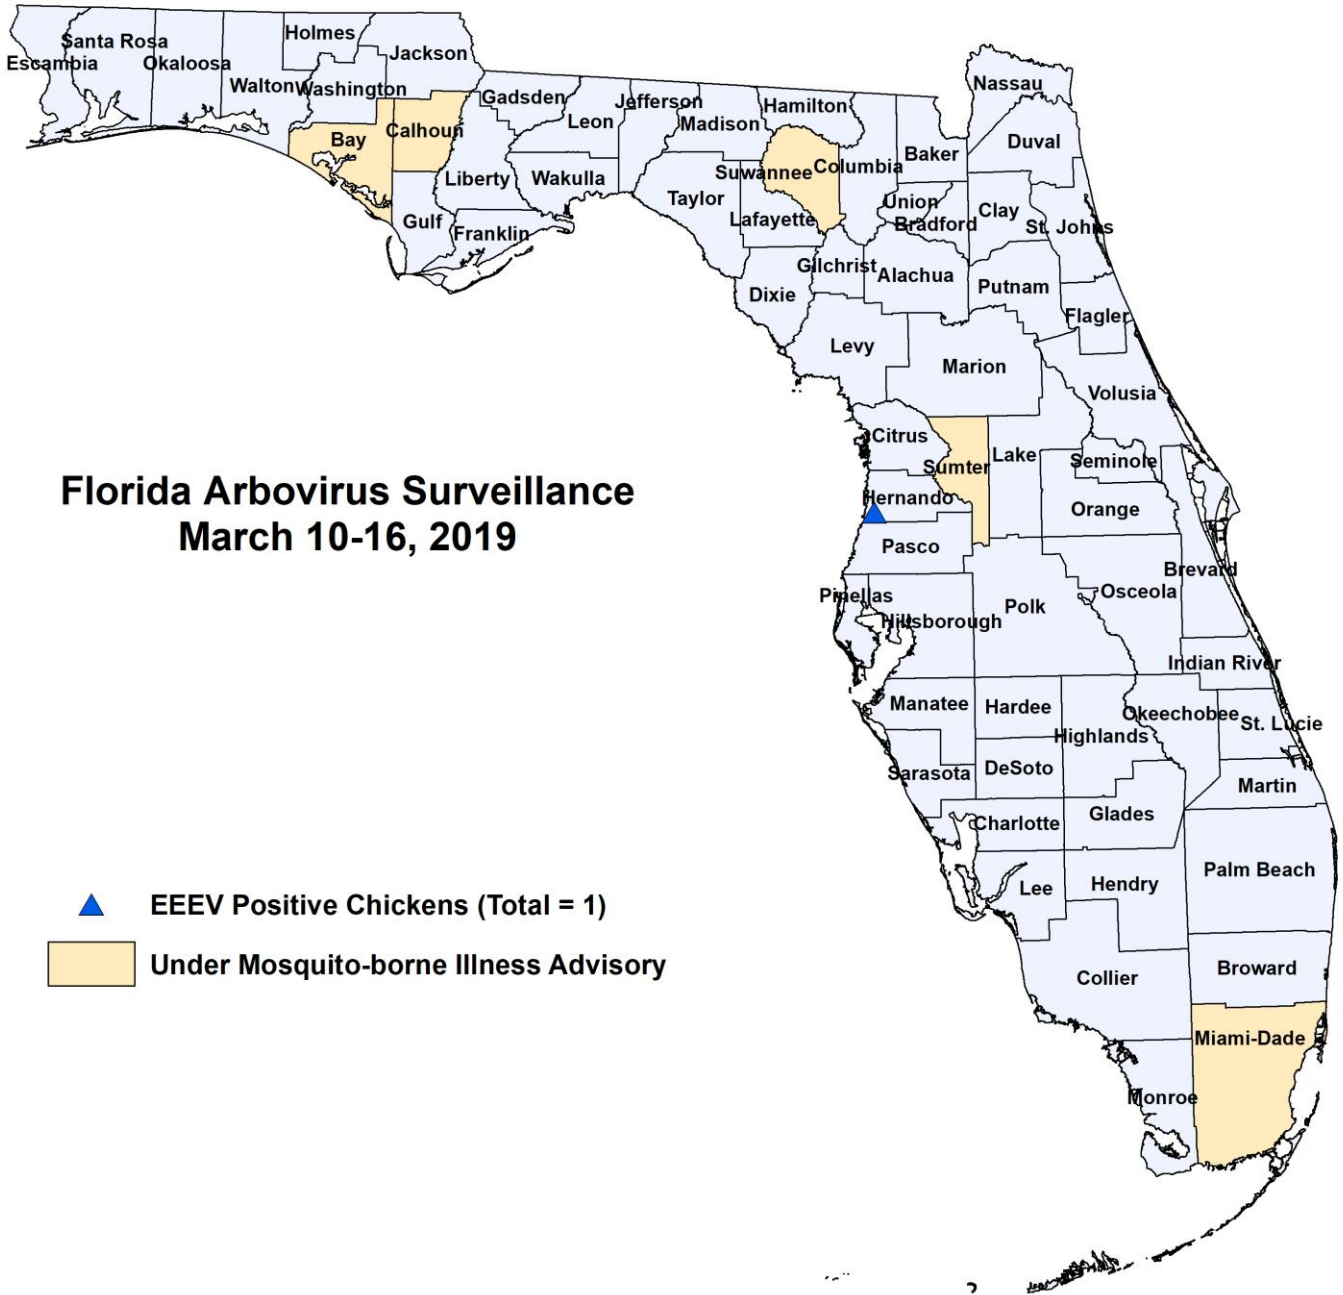 Holmes
Santa Rosa
Jackson
Escambia
Okaloosa
Walton
Washington
Nassau
Gadsden
Jefferson
Hamilton
Leon
Madison
Calhoun
Bay
Duval
Baker
Columbia
Suwannee
Liberty
Wakulla
Taylor
Union
Clay
Lafayette
Bradford
St. Johns
Gulf
Franklin
Gilchrist
Alachua
Putnam
Dixie
Flagler
Levy
Marion
Volusia
Citrus
Lake
Sumter
Seminole
Florida Arbovirus Surveillance
March 10-16, 2019
Hernando
Orange
Pasco
Brevard
Osceola
Pinellas
Polk
Hillsborough
Indian River
Manatee
Hardee
Okeechobee
St. Lucie
Highlands
Sarasota
DeSoto
Martin
Glades
Charlotte
Palm Beach
Lee
Hendry
EEEV Positive Chickens (Total = 1)
Under Mosquito-borne Illness Advisory
Broward
Collier
Miami-Dade
Monroe